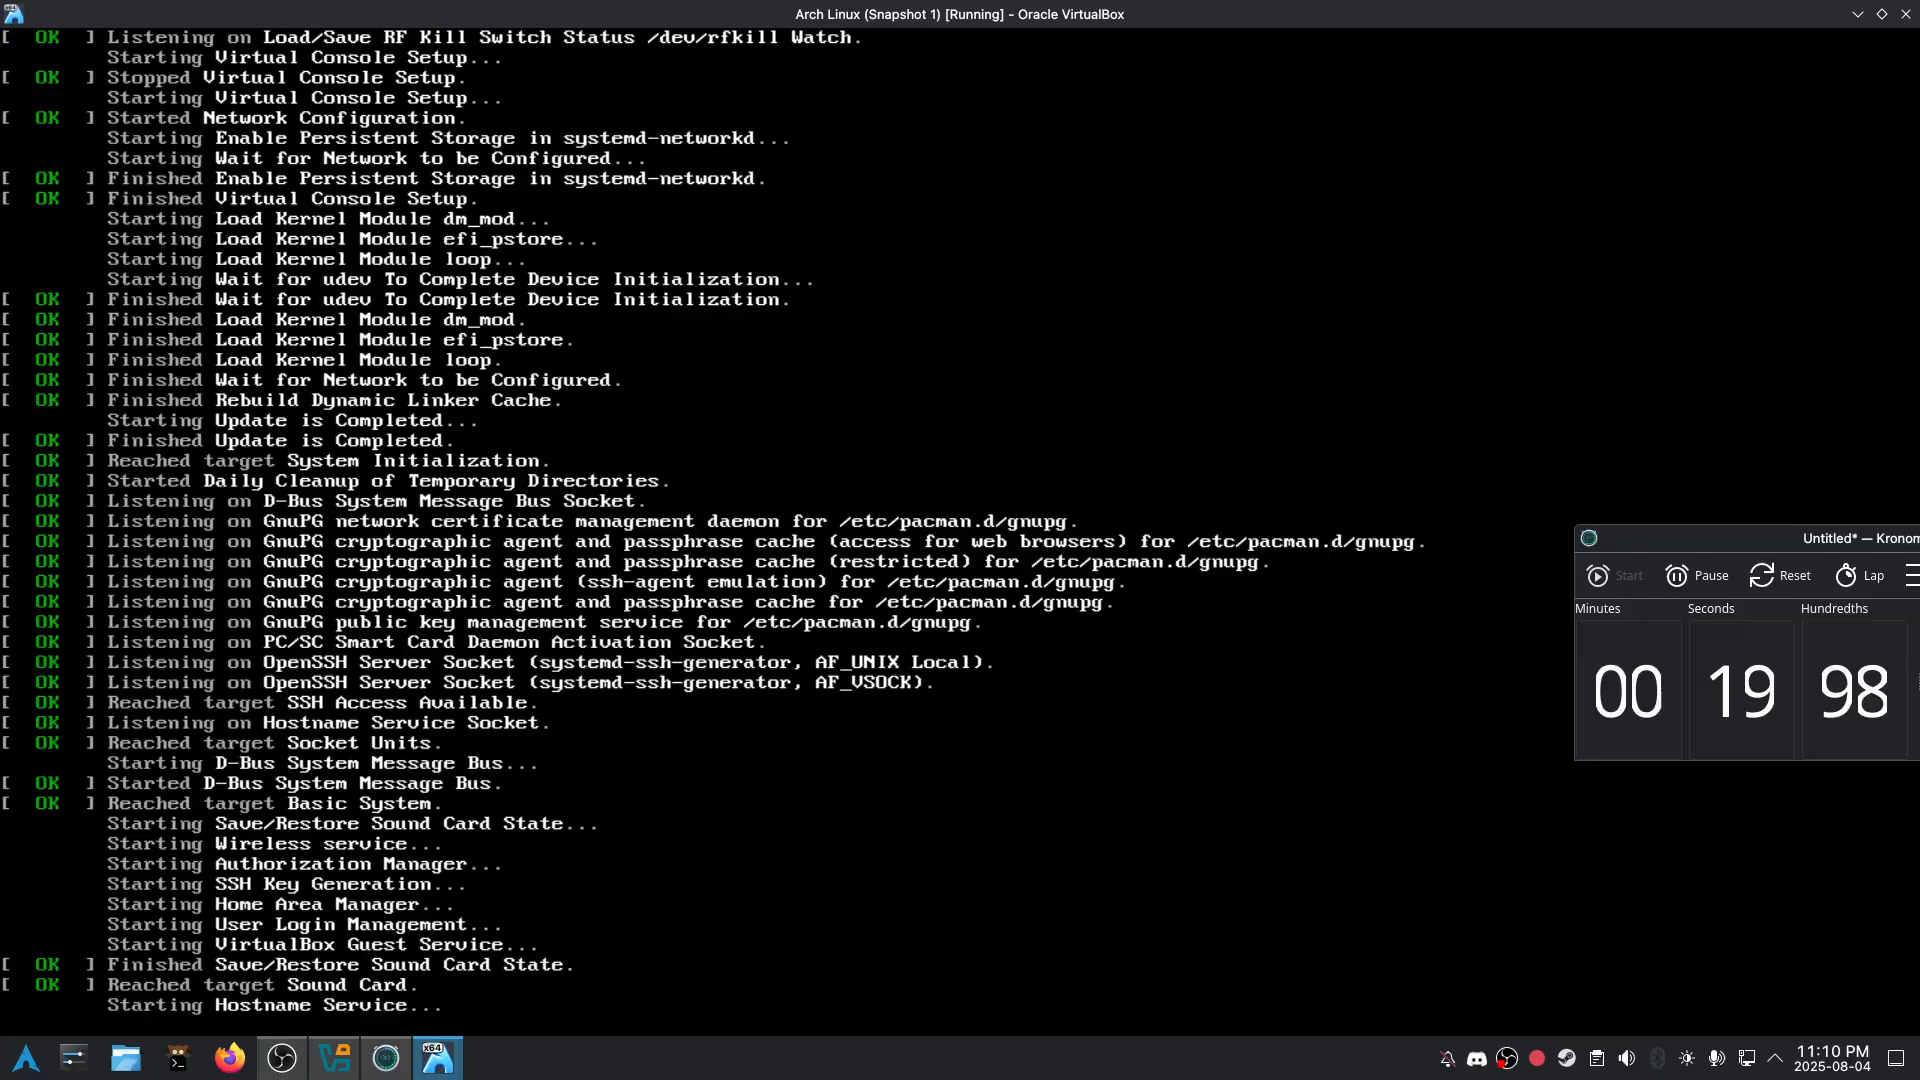 Arch Linux (Snapshot 1) [Running] - Oracle VirtualBox
[  OK  ] Listening on Load/Save RF Kill Switch Status /dev/rfkill Watch.
Starting Virtual Console Setup...
[  OK  ] Stopped Virtual Console Setup.
Starting Virtual Console Setup...
[  OK  ] Started Network Configuration.
Starting Enable Persistent Storage in systemd-networkd...
Starting Wait for Network to be Configured...
[  OK  ] Finished Enable Persistent Storage in systemd-networkd.
[  OK  ] Finished Virtual Console Setup.
Starting Load Kernel Module dm_mod...
Starting Load Kernel Module efi_pstore...
Starting Load Kernel Module loop...
Starting Wait for udev To Complete Device Initialization...
[  OK  ] Finished Wait for udev To Complete Device Initialization.
[  OK  ] Finished Load Kernel Module dm_mod.
[  OK  ] Finished Load Kernel Module efi_pstore.
[  OK  ] Finished Load Kernel Module loop.
[  OK  ] Finished Wait for Network to be Configured.
[  OK  ] Finished Rebuild Dynamic Linker Cache.
Starting Update is Completed...
[  OK  ] Finished Update is Completed.
[  OK  ] Reached target System Initialization.
[  OK  ] Started Daily Cleanup of Temporary Directories.
[  OK  ] Listening on D-Bus System Message Bus Socket.
[  OK  ] Listening on GnuPG network certificate management daemon for /etc/pacman.d/gnupg.
[  OK  ] Listening on GnuPG cryptographic agent and passphrase cache (access for web browsers) for /etc/pacman.d/gnupg.
[  OK  ] Listening on GnuPG cryptographic agent and passphrase cache (restricted) for /etc/pacman.d/gnupg.
[  OK  ] Listening on GnuPG cryptographic agent (ssh-agent emulation) for /etc/pacman.d/gnupg.
[  OK  ] Listening on GnuPG cryptographic agent and passphrase cache for /etc/pacman.d/gnupg.
[  OK  ] Listening on GnuPG public key management service for /etc/pacman.d/gnupg.
[  OK  ] Listening on PC/SC Smart Card Daemon Activation Socket.
[  OK  ] Listening on OpenSSH Server Socket (systemd-ssh-generator, AF_UNIX Local).
[  OK  ] Listening on OpenSSH Server Socket (systemd-ssh-generator, AF_VSOCK).
[  OK  ] Reached target SSH Access Available.
[  OK  ] Listening on Hostname Service Socket.
[  OK  ] Reached target Socket Units.
Starting D-Bus System Message Bus...
[  OK  ] Started D-Bus System Message Bus.
[  OK  ] Reached target Basic System.
Starting Save/Restore Sound Card State...
Starting Wireless service...
Starting Authorization Manager...
Starting SSH Key Generation...
Starting Home Area Manager...
Starting User Login Management...
Starting VirtualBox Guest Service...
[  OK  ] Finished Save/Restore Sound Card State.
[  OK  ] Reached target Sound Card.
Starting Hostname Service...
Untitled* — Kronom
Start Pause Reset Lap
Minutes Seconds Hundredths
00 19 98
x64
11:10 PM
2025-08-04